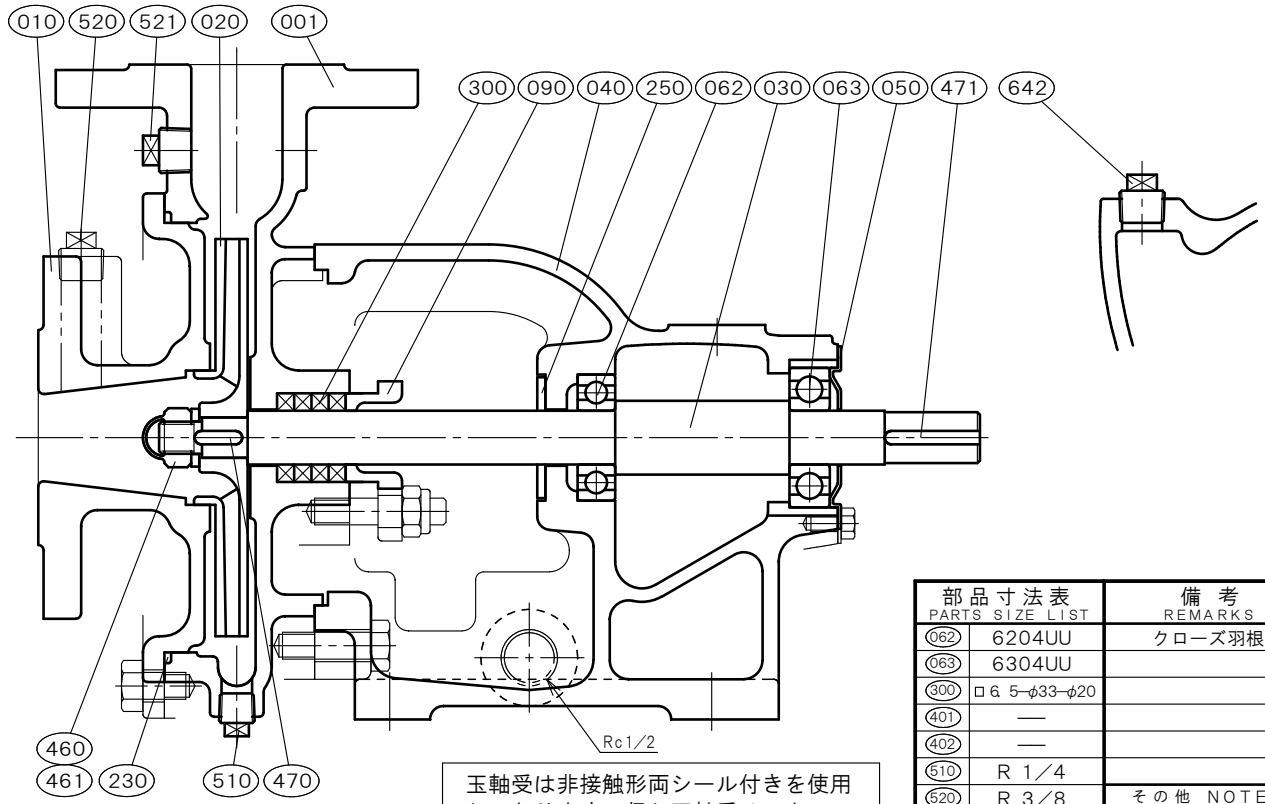 010 520 521 020 001
300 090 040 250 062 030 063 050 471 642
460
461 230 510 470
Rc1/2
玉軸受は非接触形両シール付きを使用
部品寸法表 備考
PARTS SIZE LIST REMARKS
062 6204UU クローズ羽根
063 6304UU
300 □6.5-φ33-φ20
401 —
402 —
510 R 1/4
520 R 3/8 その他 NOTE